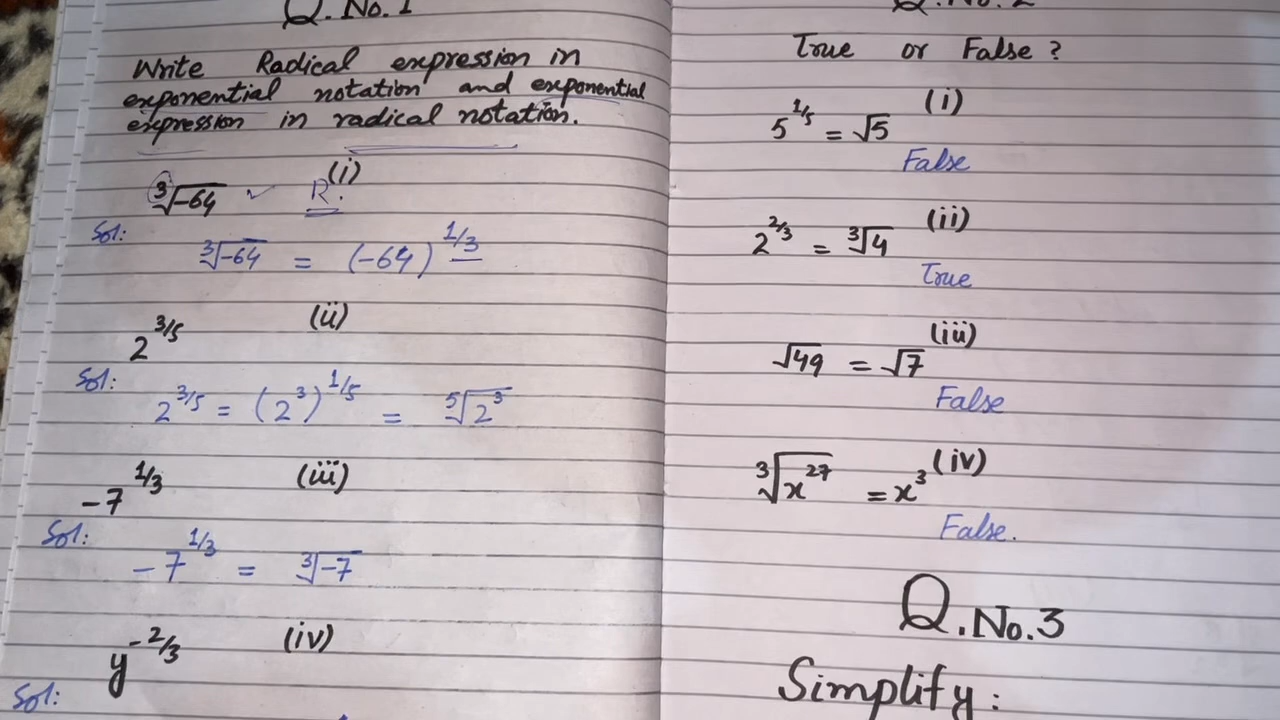 Q. No. 1
Write Radical expression in
exponential notation and exponential
expression in radical notation.
(i)
∛-64 ✓ R.
Sol:
∛-64 = (-64)^1/3
(ii)
2^3/5
Sol:
2^3/5 = (2^3)^1/5 = ⁵√2^3
(iii)
-7^1/3
Sol:
-7^1/3 = ∛-7
(iv)
y^-2/3
Sol:
Q. No. 2
True or False ?
(i)
5^1/5 = √5
False
(ii)
2^2/3 = ∛4
True
(iii)
√49 = √7
False
(iv)
∛x^27 = x^3
False.
Q. No. 3
Simplify :